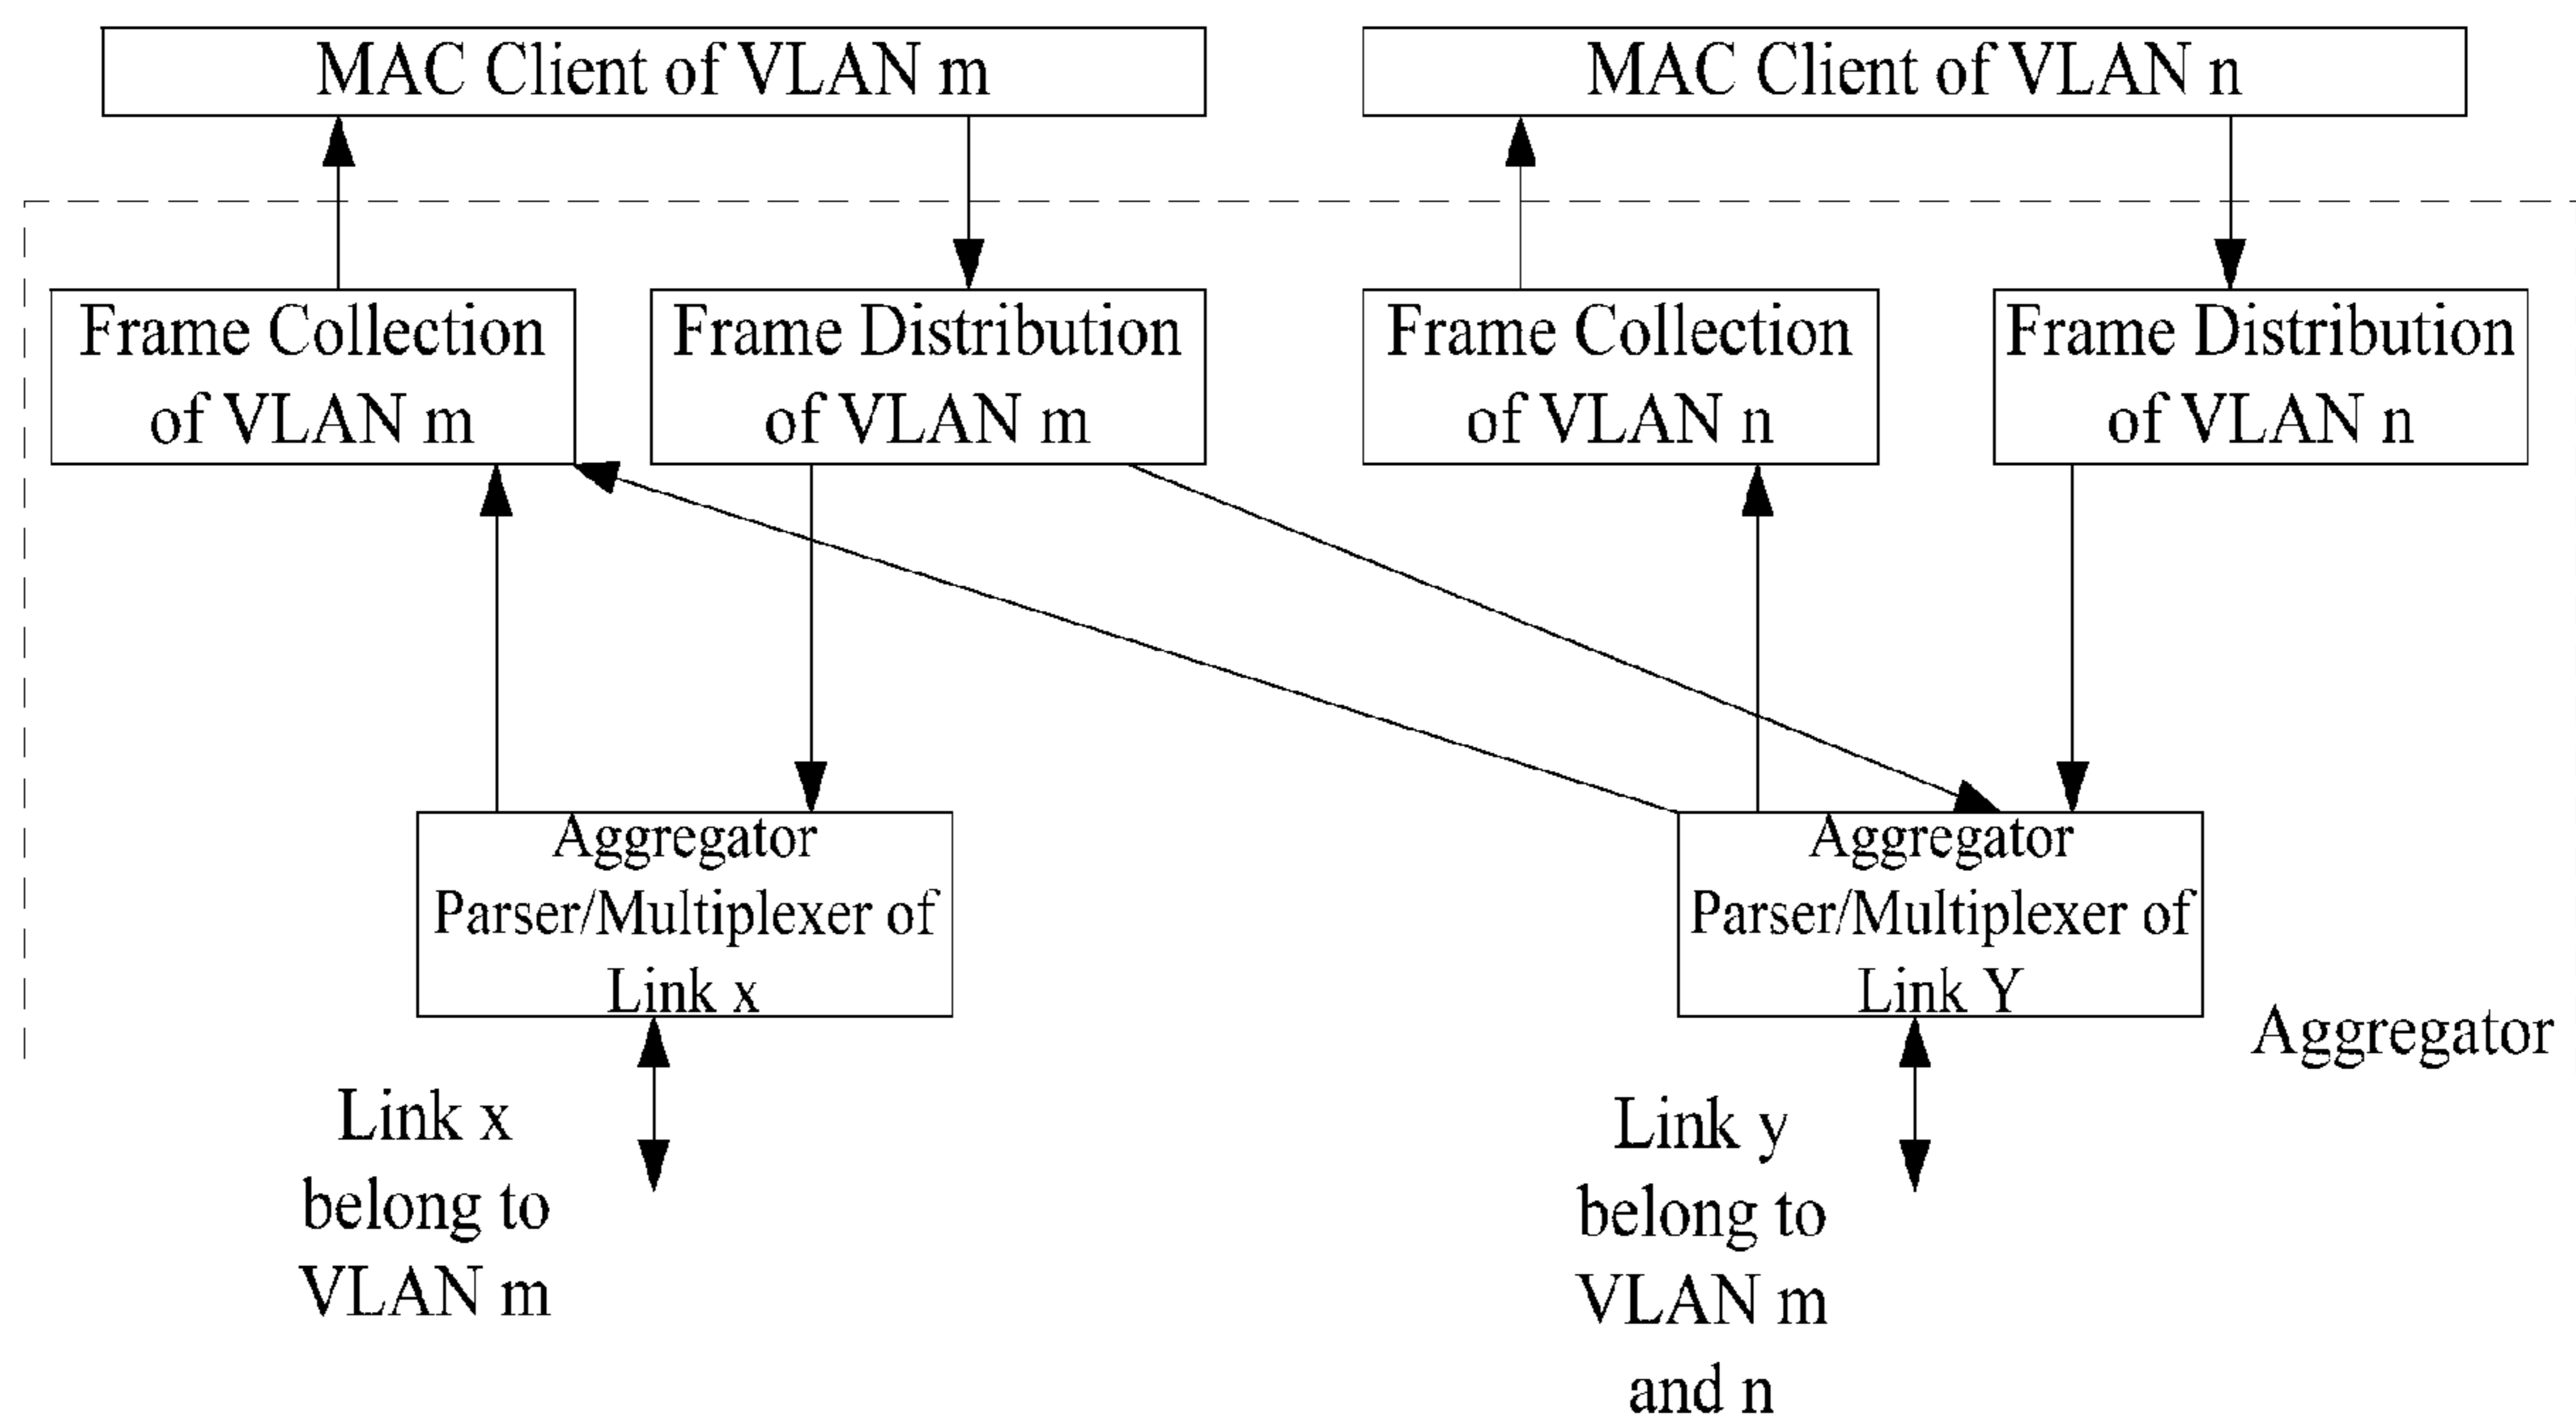 MAC Client of VLAN m
MAC Client of VLAN n
Frame Collection
of VLAN m
Frame Distribution
of VLAN m
Frame Collection
of VLAN n
Frame Distribution
of VLAN n
Aggregator
Parser/Multiplexer of
Link x
Aggregator
Parser/Multiplexer of
Link Y
Aggregator
Link x
belong to
VLAN m
Link y
belong to
VLAN m
and n